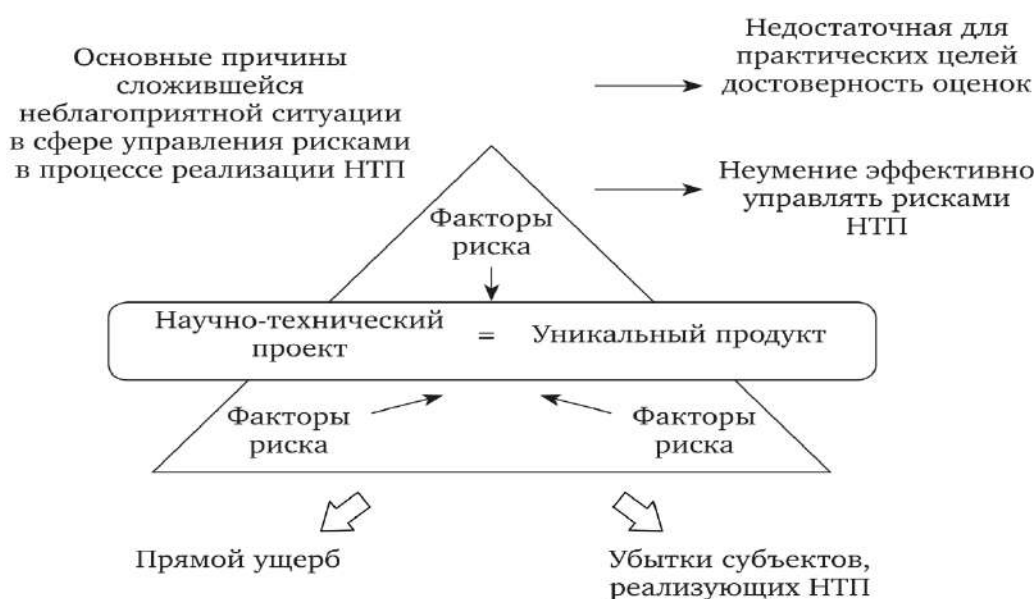 Основные причины
сложившейся
неблагоприятной ситуации
в сфере управления рисками
в процессе реализации НТП
Недостаточная для
практических целей
достоверность оценок
Неумение эффективно
управлять рисками
НТП
Факторы
риска
Научно-технический
проект
=
Уникальный продукт
Факторы
риска
Факторы
риска
Прямой ущерб
Убытки субъектов,
реализующих НТП